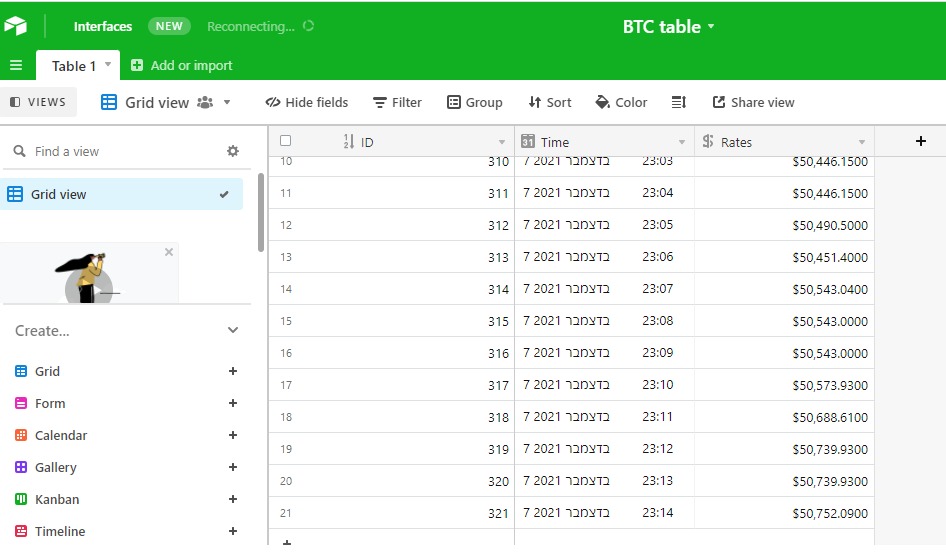 Interfaces NEW Reconnecting... BTC table
Table 1 Add or import
VIEWS Grid view Hide fields Filter Group Sort Color Share view
Find a view
Grid view
Create...
Grid
Form
Calendar
Gallery
Kanban
Timeline
ID Time Rates
10 310 7 בדצמבר 2021 23:03 $50,446.1500
11 311 7 בדצמבר 2021 23:04 $50,446.1500
12 312 7 בדצמבר 2021 23:05 $50,490.5000
13 313 7 בדצמבר 2021 23:06 $50,451.4000
14 314 7 בדצמבר 2021 23:07 $50,543.0400
15 315 7 בדצמבר 2021 23:08 $50,543.0000
16 316 7 בדצמבר 2021 23:09 $50,543.0000
17 317 7 בדצמבר 2021 23:10 $50,573.9300
18 318 7 בדצמבר 2021 23:11 $50,688.6100
19 319 7 בדצמבר 2021 23:12 $50,739.9300
20 320 7 בדצמבר 2021 23:13 $50,739.9300
21 321 7 בדצמבר 2021 23:14 $50,752.0900